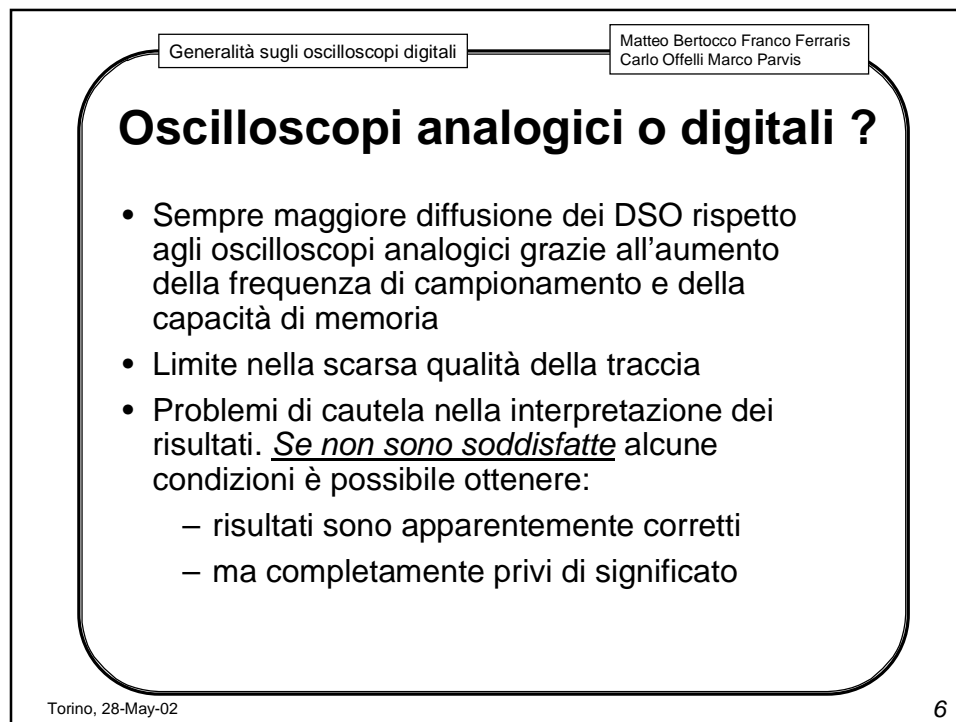 Generalità sugli oscilloscopi digitali
Matteo Bertocco Franco Ferraris
Carlo Offelli Marco Parvis
Oscilloscopi analogici o digitali ?
• Sempre maggiore diffusione dei DSO rispetto
agli oscilloscopi analogici grazie all'aumento
della frequenza di campionamento e della
capacità di memoria
• Limite nella scarsa qualità della traccia
• Problemi di cautela nella interpretazione dei
risultati. Se non sono soddisfatte alcune
condizioni è possibile ottenere:
– risultati sono apparentemente corretti
– ma completamente privi di significato
Torino, 28-May-02
6